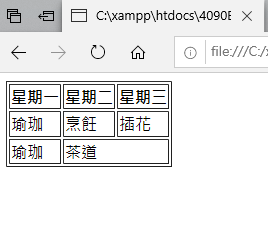 C:\xampp\htdocs\4090E
file:///C:/x
星期一 星期二 星期三
瑜珈 烹飪 插花
瑜珈 茶道